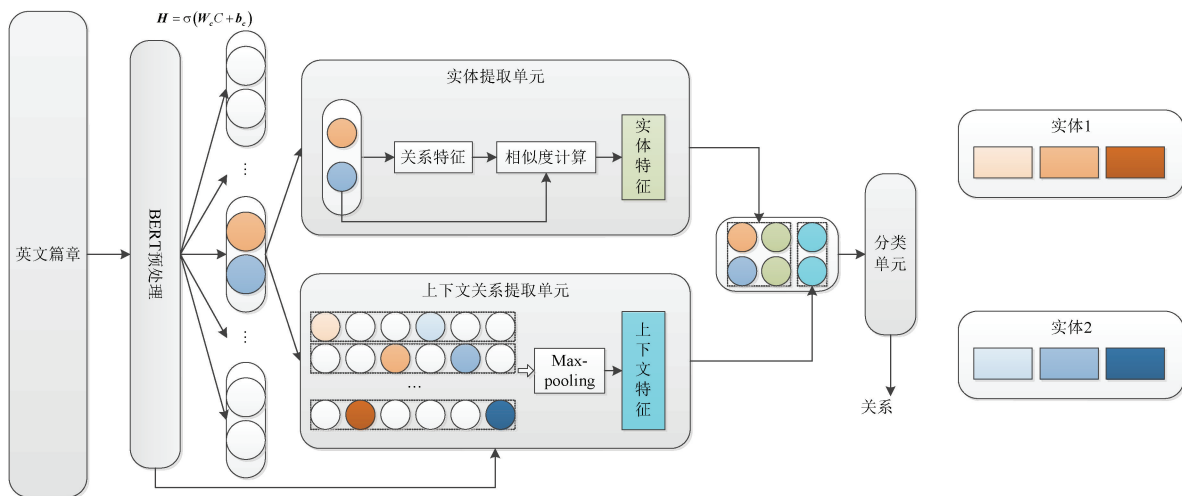 H = σ(W_c C + b_c)
英文篇章
BERT预处理
⋮
⋮
实体提取单元
关系特征
相似度计算
实体特征
上下文关系提取单元
...
Max-
pooling
上下文特征
分类
单元
关系
实体1
实体2